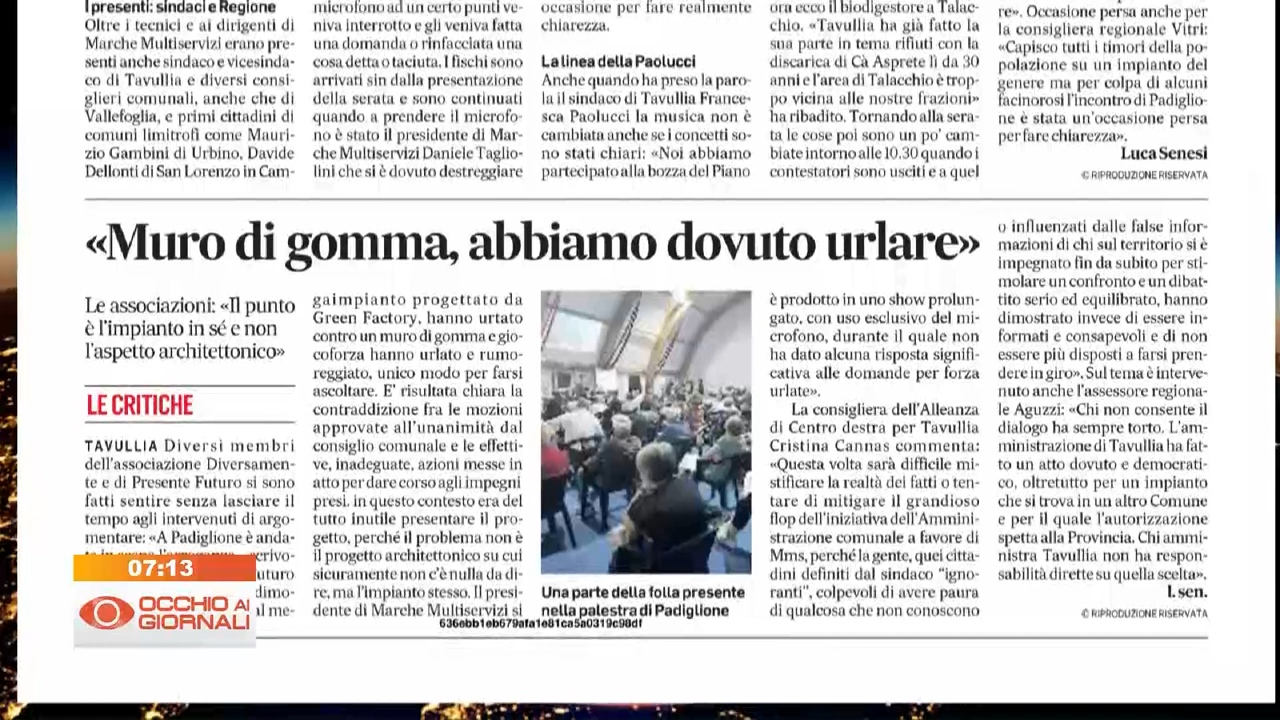 I presenti: sindaci e Regione
Oltre i tecnici e ai dirigenti di
Marche Multiservizi erano pre-
senti anche sindaco e vicesinda-
co di Tavullia e diversi consi-
glieri comunali, anche che di
Vallefoglia, e primi cittadini di
comuni limitrofi come Mauri-
zio Gambini di Urbino, Davide
Dellonti di San Lorenzo in Cam-
microfono ad un certo punti ve-
niva interrotto e gli veniva fatta
una domanda o rinfacciata una
cosa detta o taciuta. I fischi sono
arrivati sin dalla presentazione
della serata e sono continuati
quando a prendere il microfo-
no è stato il presidente di Mar-
che Multiservizi Daniele Taglio-
lini che si è dovuto destreggiare
occasione per fare realmente
chiarezza.
La linea della Paolucci
Anche quando ha preso la paro-
la il sindaco di Tavullia France-
sca Paolucci la musica non è
cambiata anche se i concetti so-
no stati chiari: «Noi abbiamo
partecipato alla bozza del Piano
ora ecco il biodigestore a Talac-
chio. «Tavullia ha già fatto la
sua parte in tema rifiuti con la
discarica di Cà Asprete lì da 30
anni e l'area di Talacchio è trop-
po vicina alle nostre frazioni»
ha ribadito. Tornando alla sera-
ta le cose poi sono un po' cam-
biate intorno alle 10.30 quando i
contestatori sono usciti e a quel
re». Occasione persa anche per
la consigliera regionale Vitri:
«Capisco tutti i timori della po-
polazione su un impianto del
genere ma per colpa di alcuni
facinorosi l'incontro di Padiglio-
ne è stata un'occasione persa
per fare chiarezza».
Luca Senesi
© RIPRODUZIONE RISERVATA
«Muro di gomma, abbiamo dovuto urlare»
Le associazioni: «Il punto
è l'impianto in sé e non
l'aspetto architettonico»
LE CRITICHE
TAVULLIA Diversi membri
dell'associazione Diversamen-
te e di Presente Futuro si sono
fatti sentire senza lasciare il
tempo agli intervenuti di argo-
mentare: «A Padiglione è anda-
scrivo-
uturo
dimo-
al me-
gaimpianto progettato da
Green Factory, hanno urtato
contro un muro di gomma e gio-
coforza hanno urlato e rumo-
reggiato, unico modo per farsi
ascoltare. E' risultata chiara la
contraddizione fra le mozioni
approvate all'unanimità dal
consiglio comunale e le effetti-
ve, inadeguate, azioni messe in
atto per dare corso agli impegni
presi. in questo contesto era del
tutto inutile presentare il pro-
getto, perché il problema non è
il progetto architettonico su cui
sicuramente non c'è nulla da di-
re, ma l'impianto stesso. Il presi-
dente di Marche Multiservizi si
Una parte della folla presente
nella palestra di Padiglione
636ebb1eb679afa1e81ca5a0319c98df
è prodotto in uno show prolun-
gato, con uso esclusivo del mi-
crofono, durante il quale non
ha dato alcuna risposta signifi-
cativa alle domande per forza
urlate».
La consigliera dell'Alleanza
di Centro destra per Tavullia
Cristina Cannas commenta:
«Questa volta sarà difficile mi-
stificare la realtà dei fatti o ten-
tare di mitigare il grandioso
flop dell'iniziativa dell'Ammini-
strazione comunale a favore di
Mms, perché la gente, quei citta-
dini definiti dal sindaco "igno-
ranti", colpevoli di avere paura
di qualcosa che non conoscono
o influenzati dalle false infor-
mazioni di chi sul territorio si è
impegnato fin da subito per sti-
molare un confronto e un dibat-
tito serio ed equilibrato, hanno
dimostrato invece di essere in-
formati e consapevoli e di non
essere più disposti a farsi pren-
dere in giro». Sul tema è interve-
nuto anche l'assessore regiona-
le Aguzzi: «Chi non consente il
dialogo ha sempre torto. L'am-
ministrazione di Tavullia ha fat-
to un atto dovuto e democrati-
co, oltretutto per un impianto
che si trova in un altro Comune
e per il quale l'autorizzazione
spetta alla Provincia. Chi ammi-
nistra Tavullia non ha respon-
sabilità dirette su quella scelta».
l. sen.
© RIPRODUZIONE RISERVATA
07:13
OCCHIO AI
GIORNALI